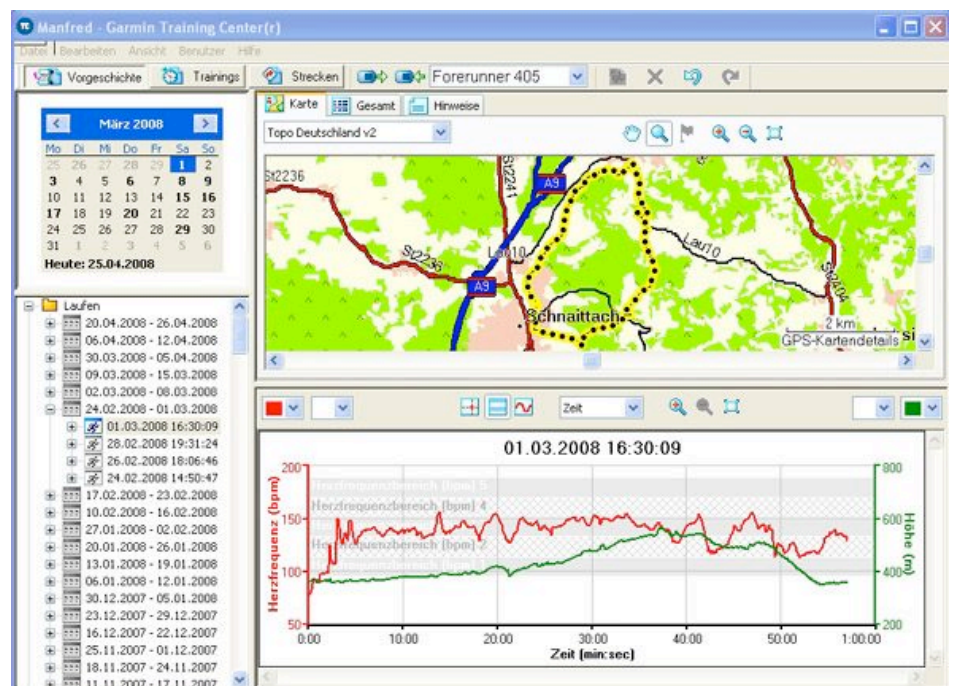 Manfred - Garmin Training Center(r)
Datei Bearbeiten Ansicht Benutzer Hilfe
Vorgeschichte Trainings Strecken Forerunner 405
März 2008
Mo Di Mi Do Fr Sa So
25 26 27 28 29 1 2
3 4 5 6 7 8 9
10 11 12 13 14 15 16
17 18 19 20 21 22 23
24 25 26 27 28 29 30
31 1 2 3 4 5 6
Heute: 25.04.2008
Laufen
20.04.2008 - 26.04.2008
06.04.2008 - 12.04.2008
30.03.2008 - 05.04.2008
09.03.2008 - 15.03.2008
02.03.2008 - 08.03.2008
24.02.2008 - 01.03.2008
01.03.2008 16:30:09
28.02.2008 19:31:24
26.02.2008 18:06:46
24.02.2008 14:50:47
17.02.2008 - 23.02.2008
10.02.2008 - 16.02.2008
27.01.2008 - 02.02.2008
20.01.2008 - 26.01.2008
13.01.2008 - 19.01.2008
06.01.2008 - 12.01.2008
30.12.2007 - 05.01.2008
23.12.2007 - 29.12.2007
16.12.2007 - 22.12.2007
25.11.2007 - 01.12.2007
18.11.2007 - 24.11.2007
11.11.2007 - 17.11.2007
Karte Gesamt Hinweise
Topo Deutschland v2
St2236
St2241
A9
Lau10
Lau10
St2236
St2404
A9
Schnaittach
2 km
GPS-Kartendetails
Si
Zeit
01.03.2008 16:30:09
Herzfrequenz (bpm)
200
150
100
50
Herzfrequenzbereich [bpm] 5
Herzfrequenzbereich [bpm] 4
Herzfrequenzbereich [bpm] 2
800
600
400
200
Höhe (m)
0:00 10:00 20:00 30:00 40:00 50:00 1:00:00
Zeit (min:sec)